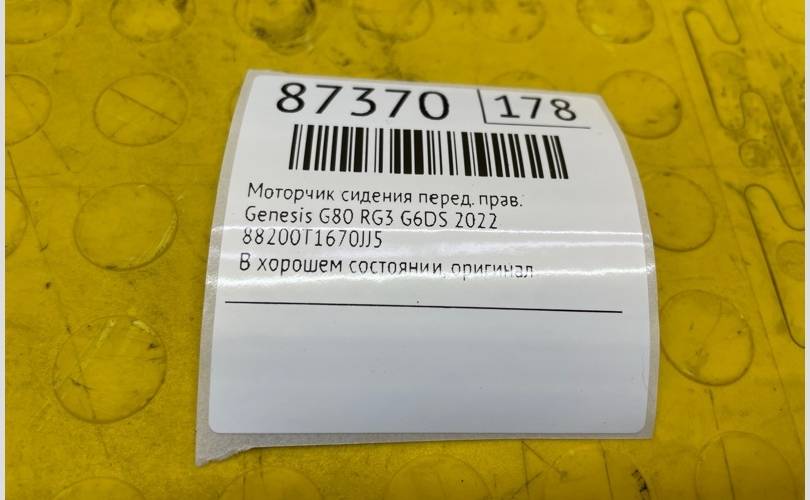 87370 178
Моторчик сидения перед. прав.
Genesis G80 RG3 G6DS 2022
88200T1670JJ5
В хорошем состоянии, оригинал